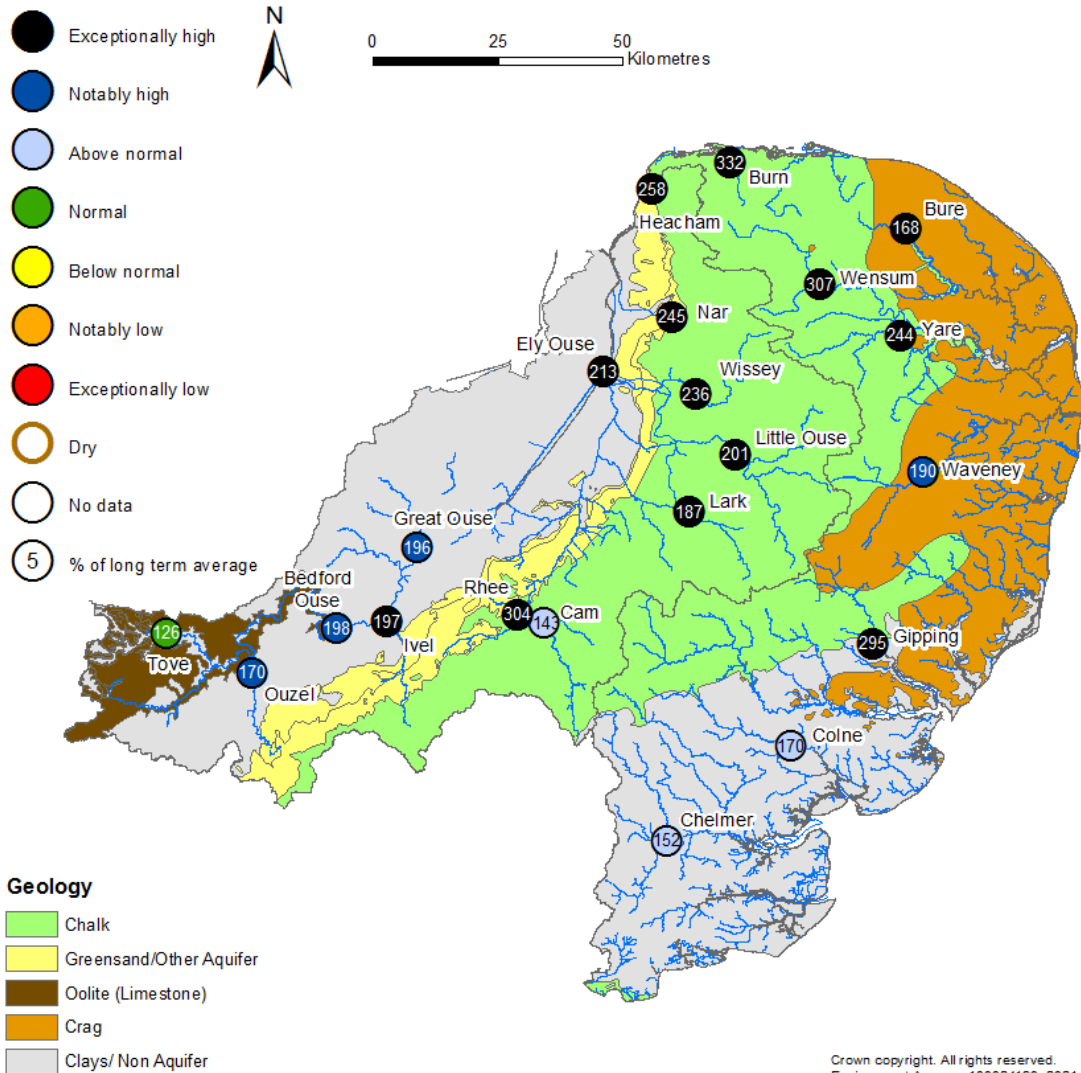 Exceptionally high
Notably high
Above normal
Normal
Below normal
Notably low
Exceptionally low
Dry
No data
5 % of long term average
N
0 25 50
Kilometres
332
Burn
258
Heacham
Bure
168
307 Wensum
245 Nar
244 Yare
Ely Ouse
213
Wissey
236
Little Ouse
201
190 Waveney
Lark
187
Great Ouse
196
Bedford
Ouse
198
197
Ivel
Rhee
304
143 Cam
126
Tove
170
Ouzel
Gipping
295
Colne
170
Chelmer
152
Geology
Chalk
Greensand/Other Aquifer
Oolite (Limestone)
Crag
Clays/ Non Aquifer
Crown copyright. All rights reserved.